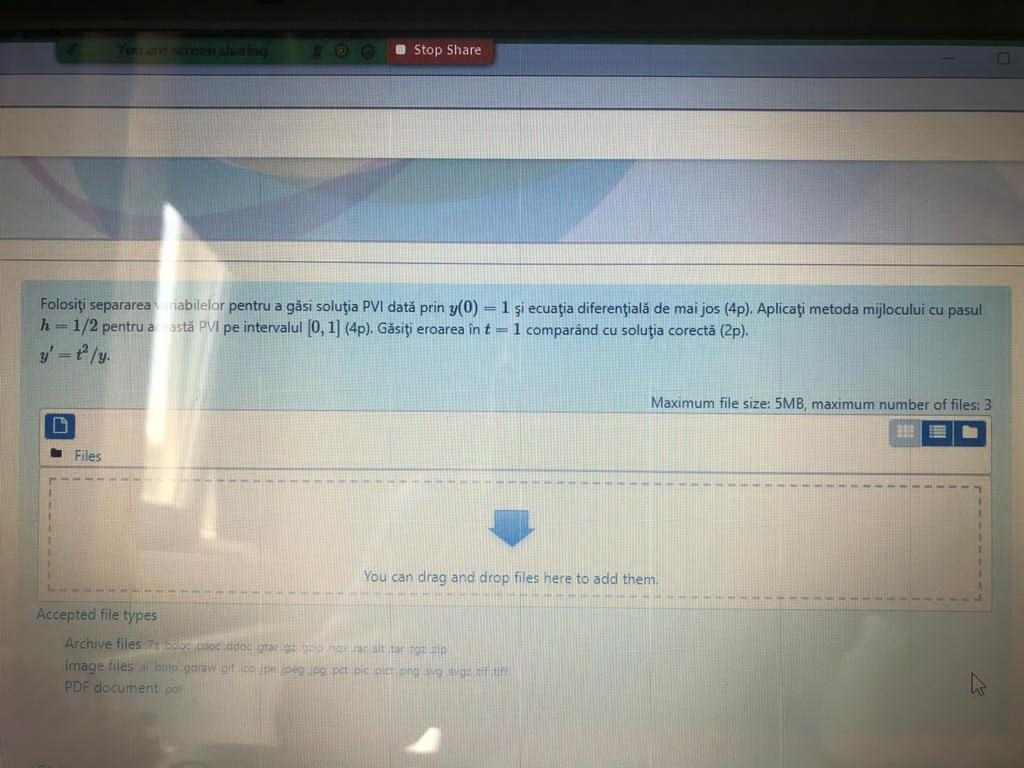 You are screen sharing
Stop Share
Folosiţi separarea variabilelor pentru a găsi soluţia PVI dată prin y(0) = 1 şi ecuaţia diferenţială de mai jos (4p). Aplicaţi metoda mijlocului cu pasul
h = 1/2 pentru această PVI pe intervalul [0, 1] (4p). Găsiţi eroarea în t = 1 comparând cu soluţia corectă (2p).
y′ = t²/y.
Maximum file size: 5MB, maximum number of files: 3
Files
You can drag and drop files here to add them.
Accepted file types
Archive files .7z .bdoc .cdoc .ddoc .gtar .gz .gzip .hqx .rar .sit .tar .tgz .zip
Image files .ai .bmp .gdraw .gif .ico .jpe .jpeg .jpg .pct .pic .pict .png .svg .svgz .tif .tiff
PDF document .pdf